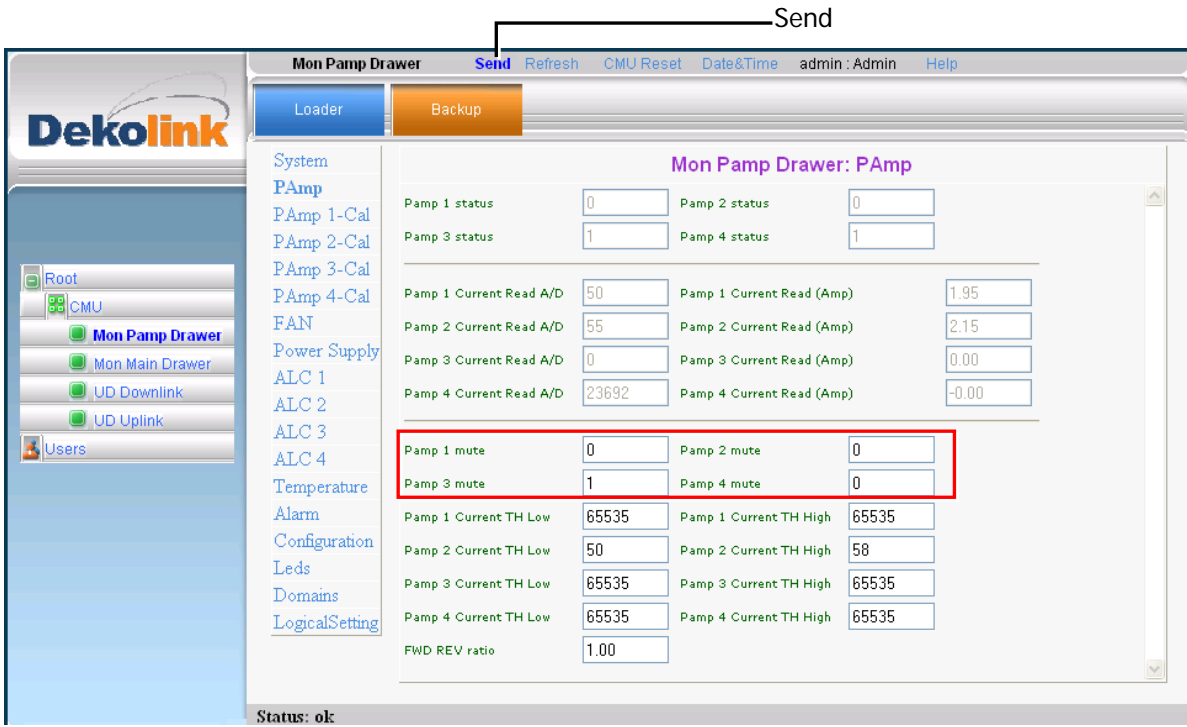 Send
Mon Pamp Drawer Send Refresh CMU Reset Date&Time admin : Admin Help
Dekolink
Loader Backup
Root
CMU
Mon Pamp Drawer
Mon Main Drawer
UD Downlink
UD Uplink
Users
System
PAmp
PAmp 1-Cal
PAmp 2-Cal
PAmp 3-Cal
PAmp 4-Cal
FAN
Power Supply
ALC 1
ALC 2
ALC 3
ALC 4
Temperature
Alarm
Configuration
Leds
Domains
LogicalSetting
Mon Pamp Drawer: PAmp
Pamp 1 status 0 Pamp 2 status 0
Pamp 3 status 1 Pamp 4 status 1
Pamp 1 Current Read A/D 50 Pamp 1 Current Read (Amp) 1.95
Pamp 2 Current Read A/D 55 Pamp 2 Current Read (Amp) 2.15
Pamp 3 Current Read A/D 0 Pamp 3 Current Read (Amp) 0.00
Pamp 4 Current Read A/D 23692 Pamp 4 Current Read (Amp) -0.00
Pamp 1 mute 0 Pamp 2 mute 0
Pamp 3 mute 1 Pamp 4 mute 0
Pamp 1 Current TH Low 65535 Pamp 1 Current TH High 65535
Pamp 2 Current TH Low 50 Pamp 2 Current TH High 58
Pamp 3 Current TH Low 65535 Pamp 3 Current TH High 65535
Pamp 4 Current TH Low 65535 Pamp 4 Current TH High 65535
FWD REV ratio 1.00
Status: ok